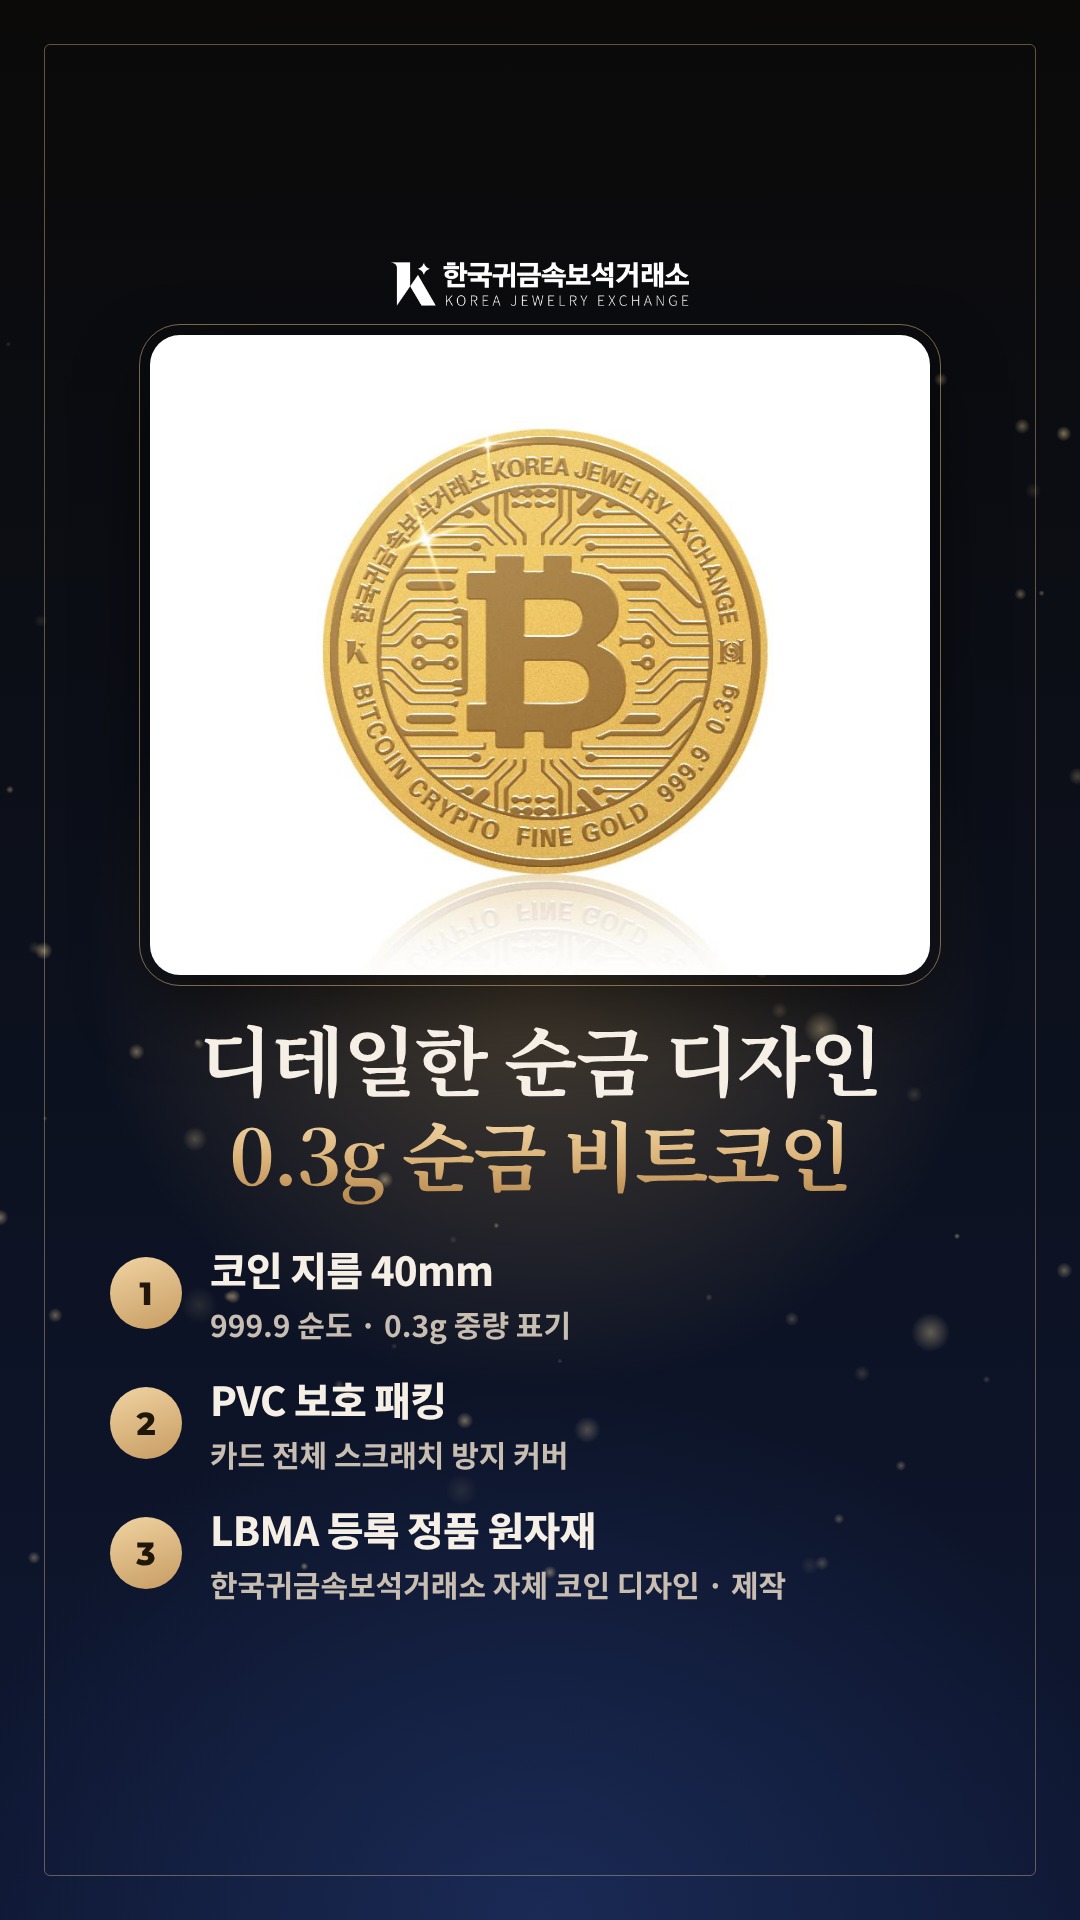 한국귀금속보석거래소
KOREA JEWELRY EXCHANGE
한국귀금속보석거래소 KOREA JEWELRY EXCHANGE
BITCOIN CRYPTO FINE GOLD 999.9 0.3g
디테일한 순금 디자인
0.3g 순금 비트코인
1 코인 지름 40mm
999.9 순도 · 0.3g 중량 표기
2 PVC 보호 패킹
카드 전체 스크래치 방지 커버
3 LBMA 등록 정품 원자재
한국귀금속보석거래소 자체 코인 디자인 · 제작